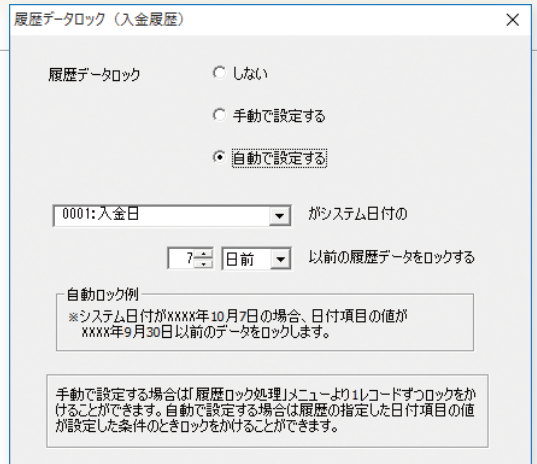 履歴データロック（入金履歴）
履歴データロック
しない
手動で設定する
自動で設定する
0001:入金日
がシステム日付の
7 日前 以前の履歴データをロックする
自動ロック例
※システム日付がXXXX年10月7日の場合、日付項目の値が
XXXX年9月30日以前のデータをロックします。
手動で設定する場合は「履歴ロック処理」メニューより1レコードずつロックをか
けることができます。自動で設定する場合は履歴の指定した日付項目の値
が設定した条件のときロックをかけることができます。